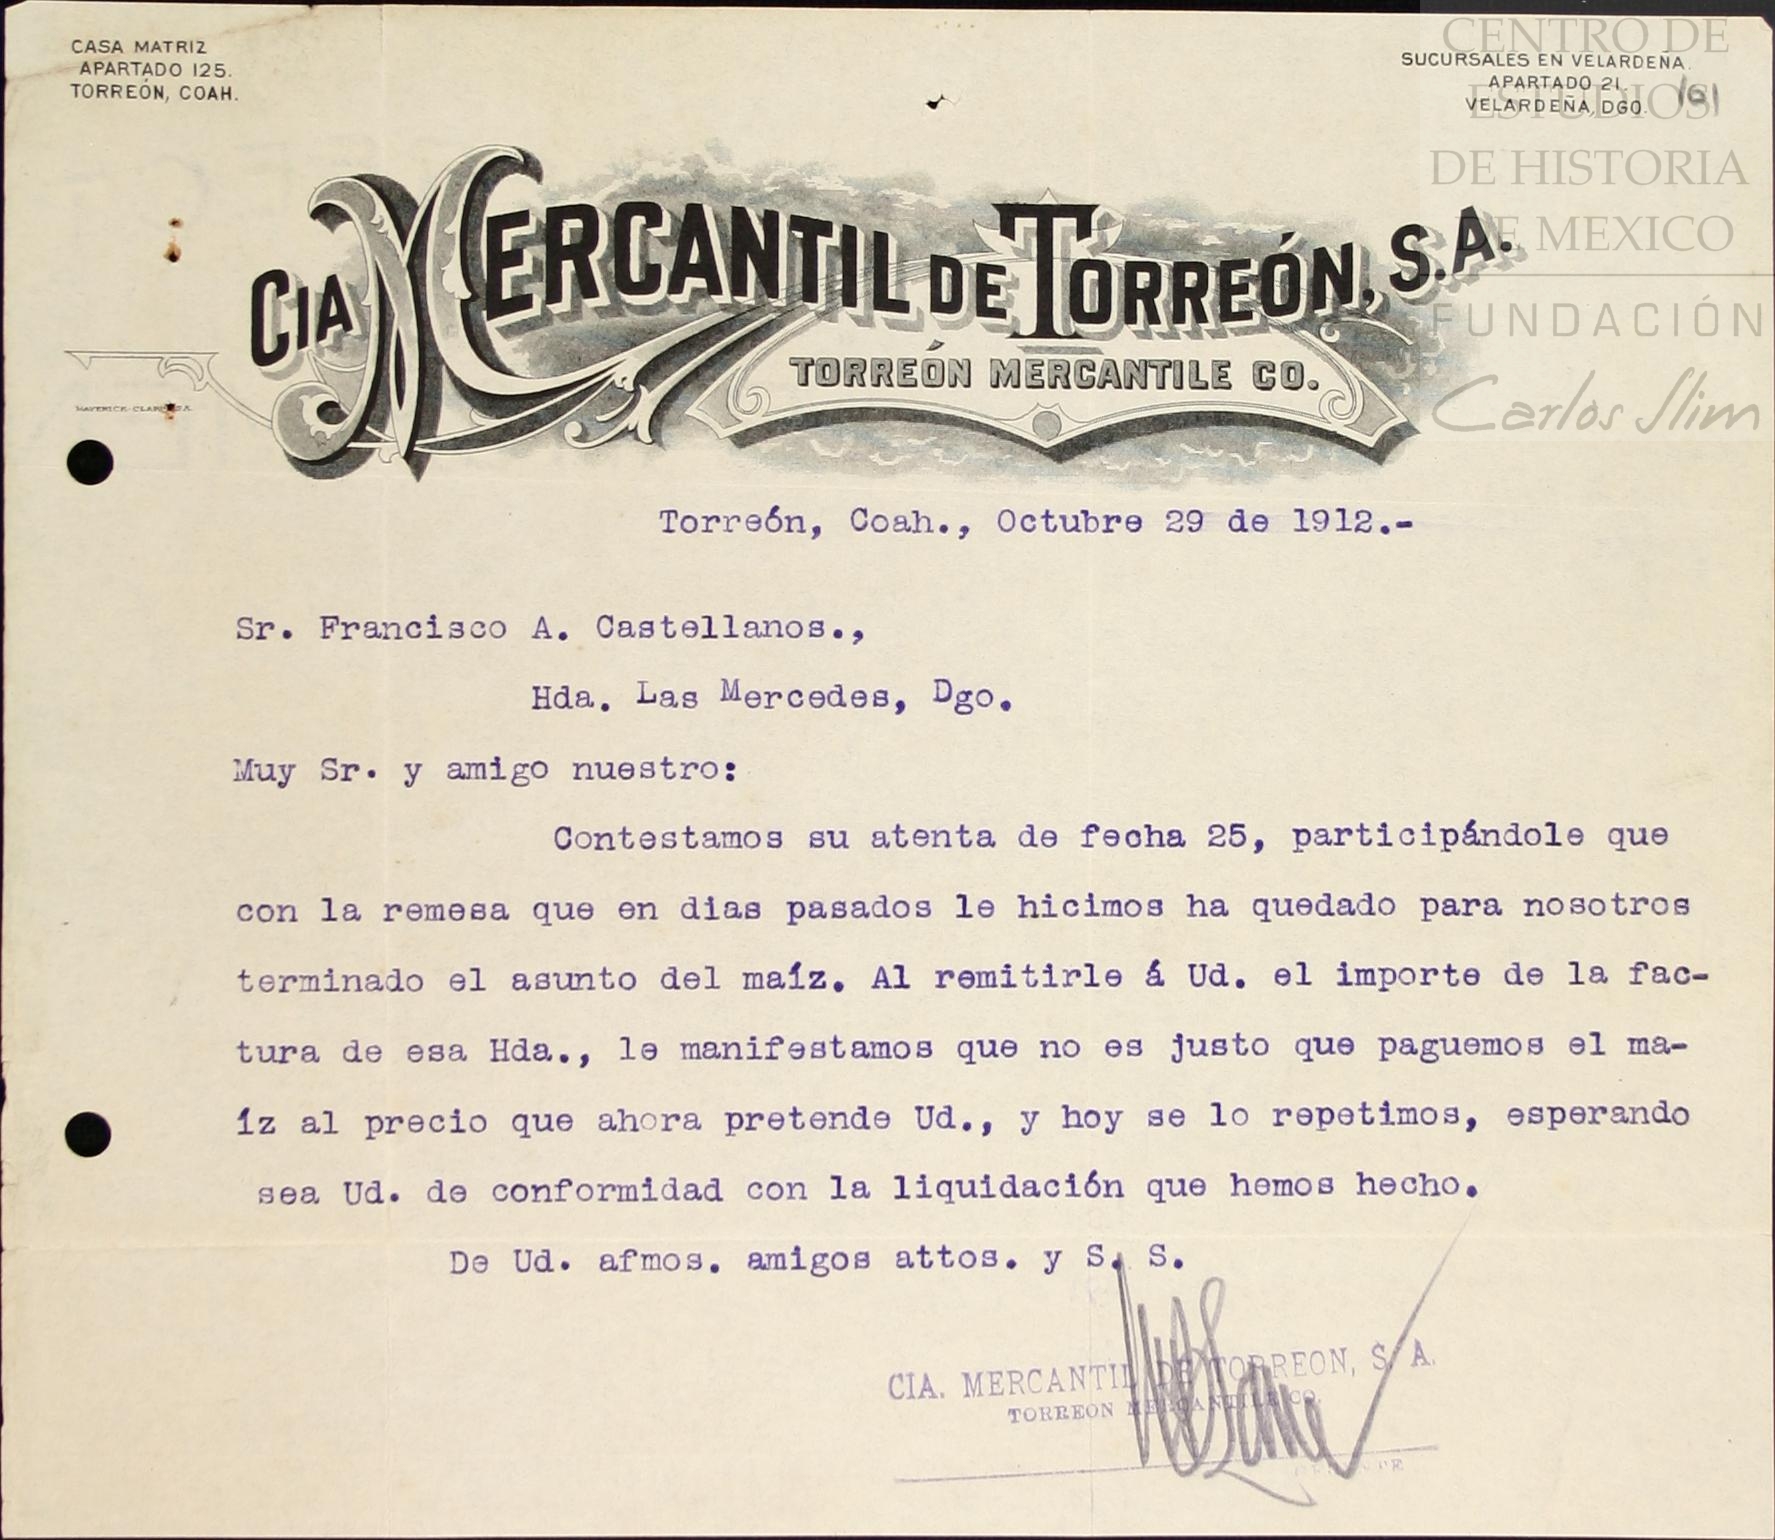 CASA MATRIZ
APARTADO 125.
TORREÓN, COAH.
SUCURSALES EN VELARDEÑA.
APARTADO 21.
VELARDEÑA, DGO.
161
CENTRO DE
ESTUDIOS
DE HISTORIA
DE MEXICO
FUNDACIÓN
Carlos Slim
CIA MERCANTIL DE TORREÓN, S.A.
TORREÓN MERCANTILE CO.
MAVERICK-CLARKE
Torreón, Coah., Octubre 29 de 1912.-
Sr. Francisco A. Castellanos.,
Hda. Las Mercedes, Dgo.
Muy Sr. y amigo nuestro:
Contestamos su atenta de fecha 25, participándole que
con la remesa que en dias pasados le hicimos ha quedado para nosotros
terminado el asunto del maíz. Al remitirle á Ud. el importe de la fac-
tura de esa Hda., le manifestamos que no es justo que paguemos el ma-
íz al precio que ahora pretende Ud., y hoy se lo repetimos, esperando
sea Ud. de conformidad con la liquidación que hemos hecho.
De Ud. afmos. amigos attos. y S. S.
CIA. MERCANTIL DE TORREON, S. A.
TORREON MERCANTILE CO.